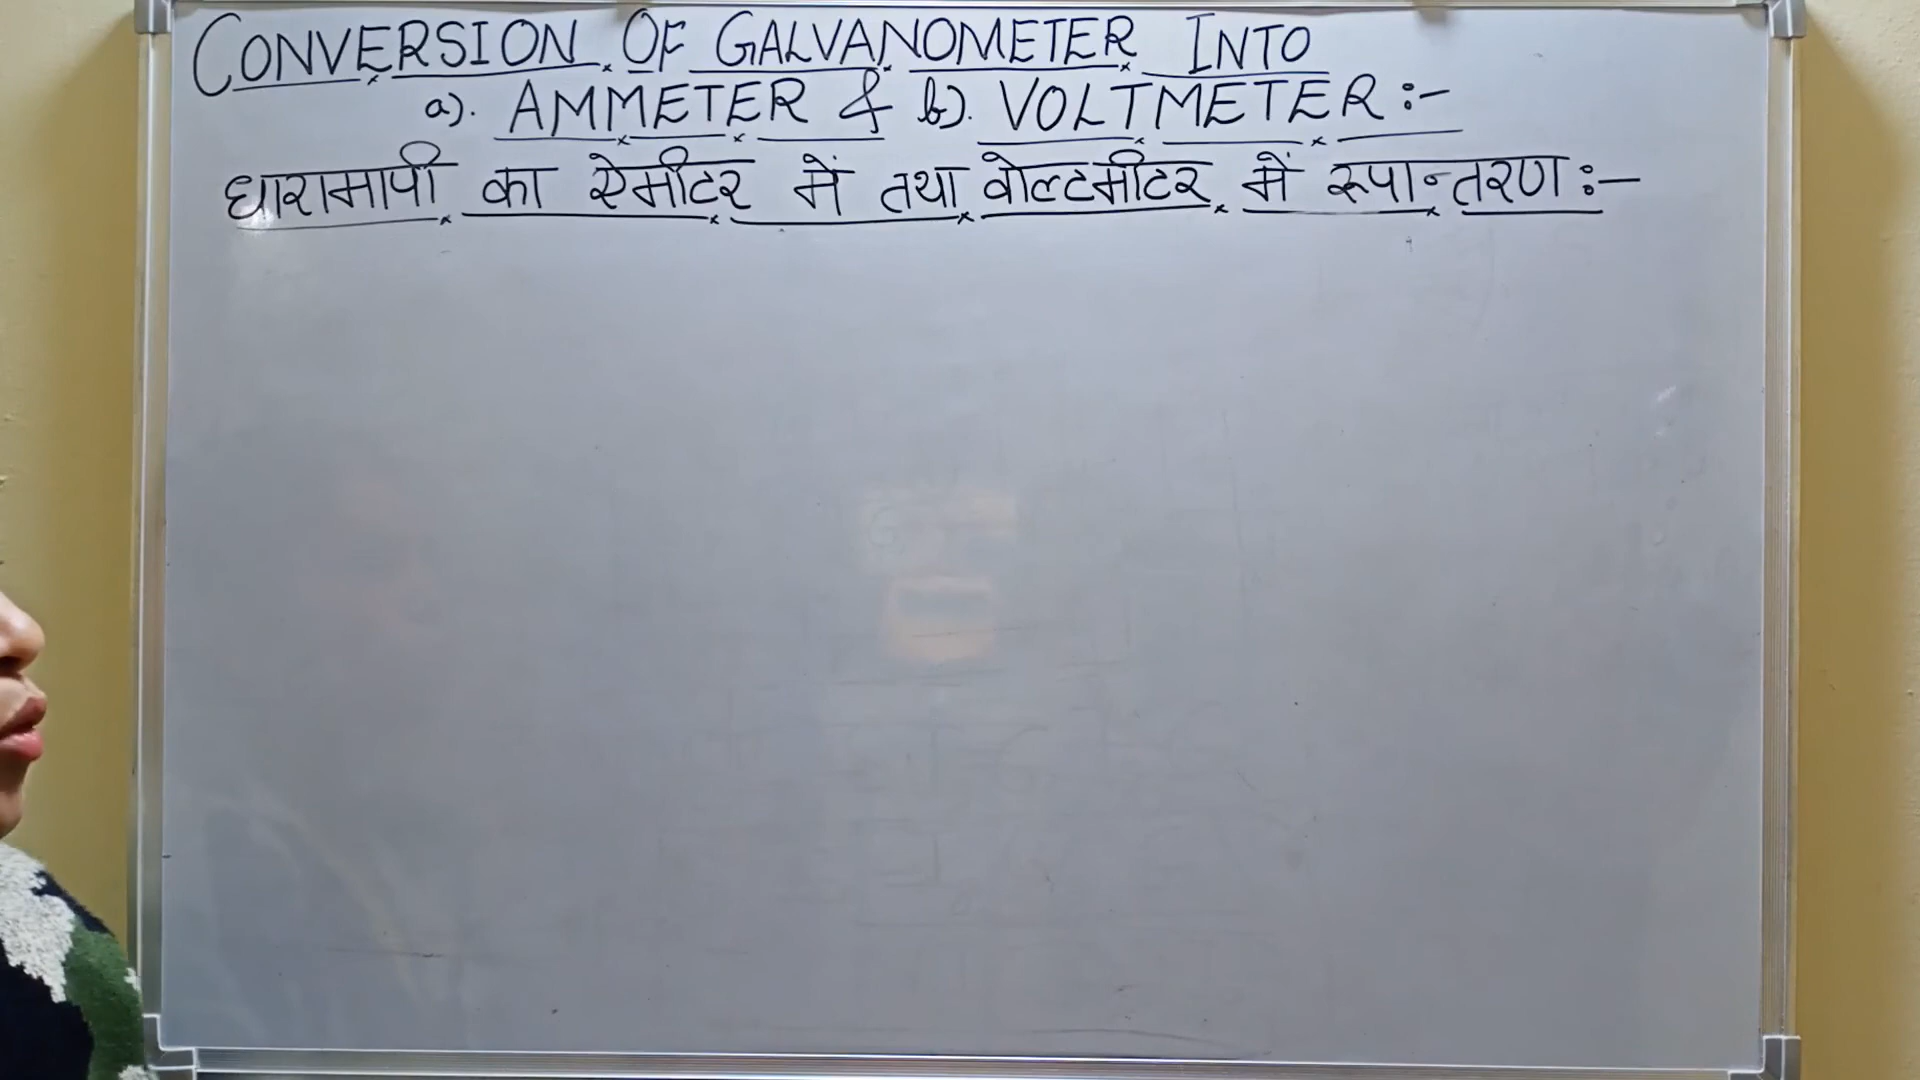 CONVERSION OF GALVANOMETER INTO
a). AMMETER & b). VOLTMETER :-
धारामापी का ऐमीटर में तथा वोल्टमीटर में रूपान्तरण :-